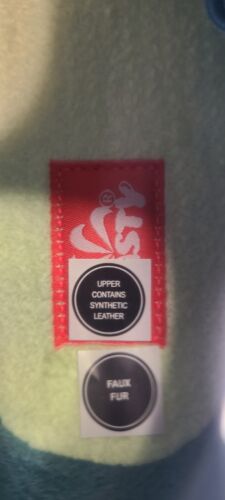 ®
UPPER
CONTAINS
SYNTHETIC
LEATHER
FAUX
FUR